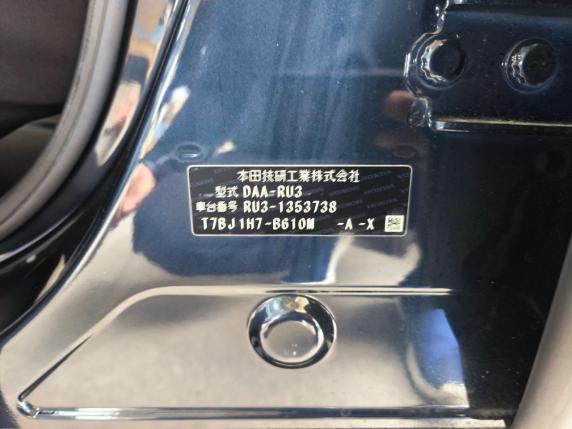 本田技研工業株式会社
型式 DAA-RU3
車台番号 RU3-1353738
T7BJ1H7-B610M -A -X